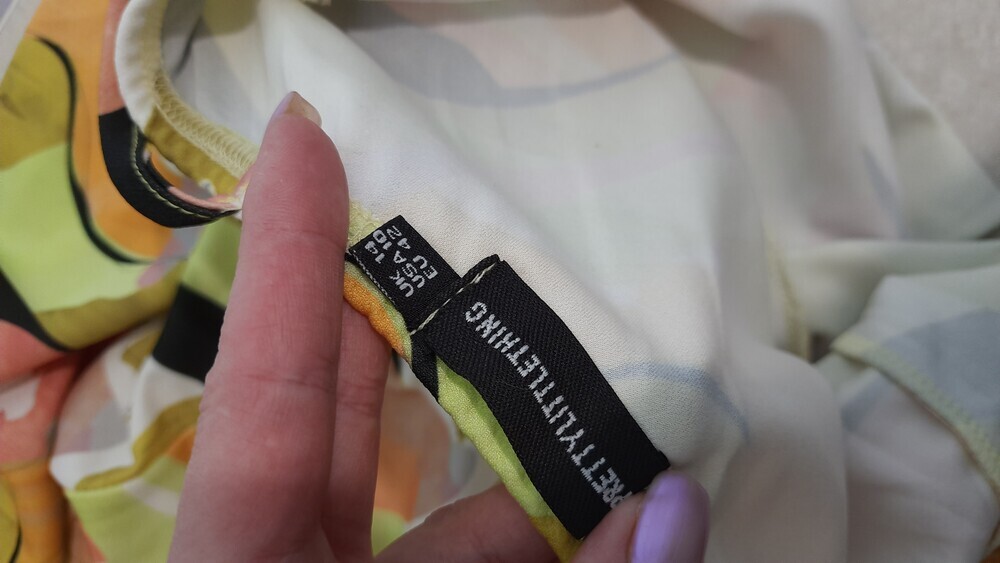 UK 14
USA 10
EU 42
PRETTYLITTLETHING